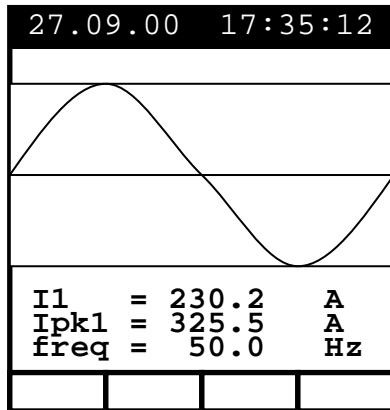 27.09.00 17:35:12
I1 = 230.2 A
Ipk1 = 325.5 A
freq = 50.0 Hz